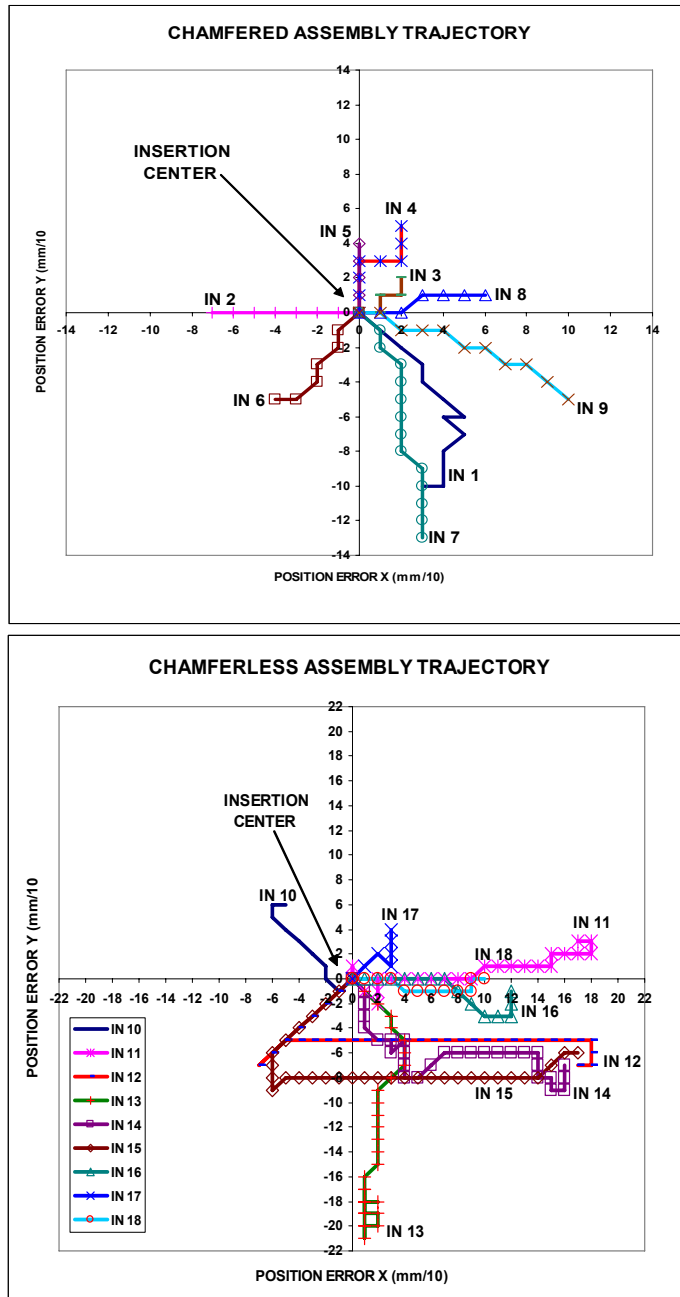 CHAMFERED ASSEMBLY TRAJECTORY
14
12
10
8
6
4
2
0
-2
-4
-6
-8
-10
-12
-14
-14 -12 -10 -8 -6 -4 -2 0 2 4 6 8 10 12 14
POSITION ERROR Y (mm/10)
POSITION ERROR X (mm/10)
INSERTION
CENTER
IN 4
IN 5
IN 3
IN 2
IN 8
IN 6
IN 9
IN 1
IN 7
CHAMFERLESS ASSEMBLY TRAJECTORY
22
20
18
16
14
12
10
8
6
4
2
0
-2
-4
-6
-8
-10
-12
-14
-16
-18
-20
-22
-22 -20 -18 -16 -14 -12 -10 -8 -6 -4 -2 0 2 4 6 8 10 12 14 16 18 20 22
POSITION ERROR Y (mm/10)
POSITION ERROR X (mm/10)
INSERTION
CENTER
IN 10
IN 17
IN 11
IN 18
IN 16
IN 12
IN 15
IN 14
IN 13
IN 10
IN 11
IN 12
IN 13
IN 14
IN 15
IN 16
IN 17
IN 18